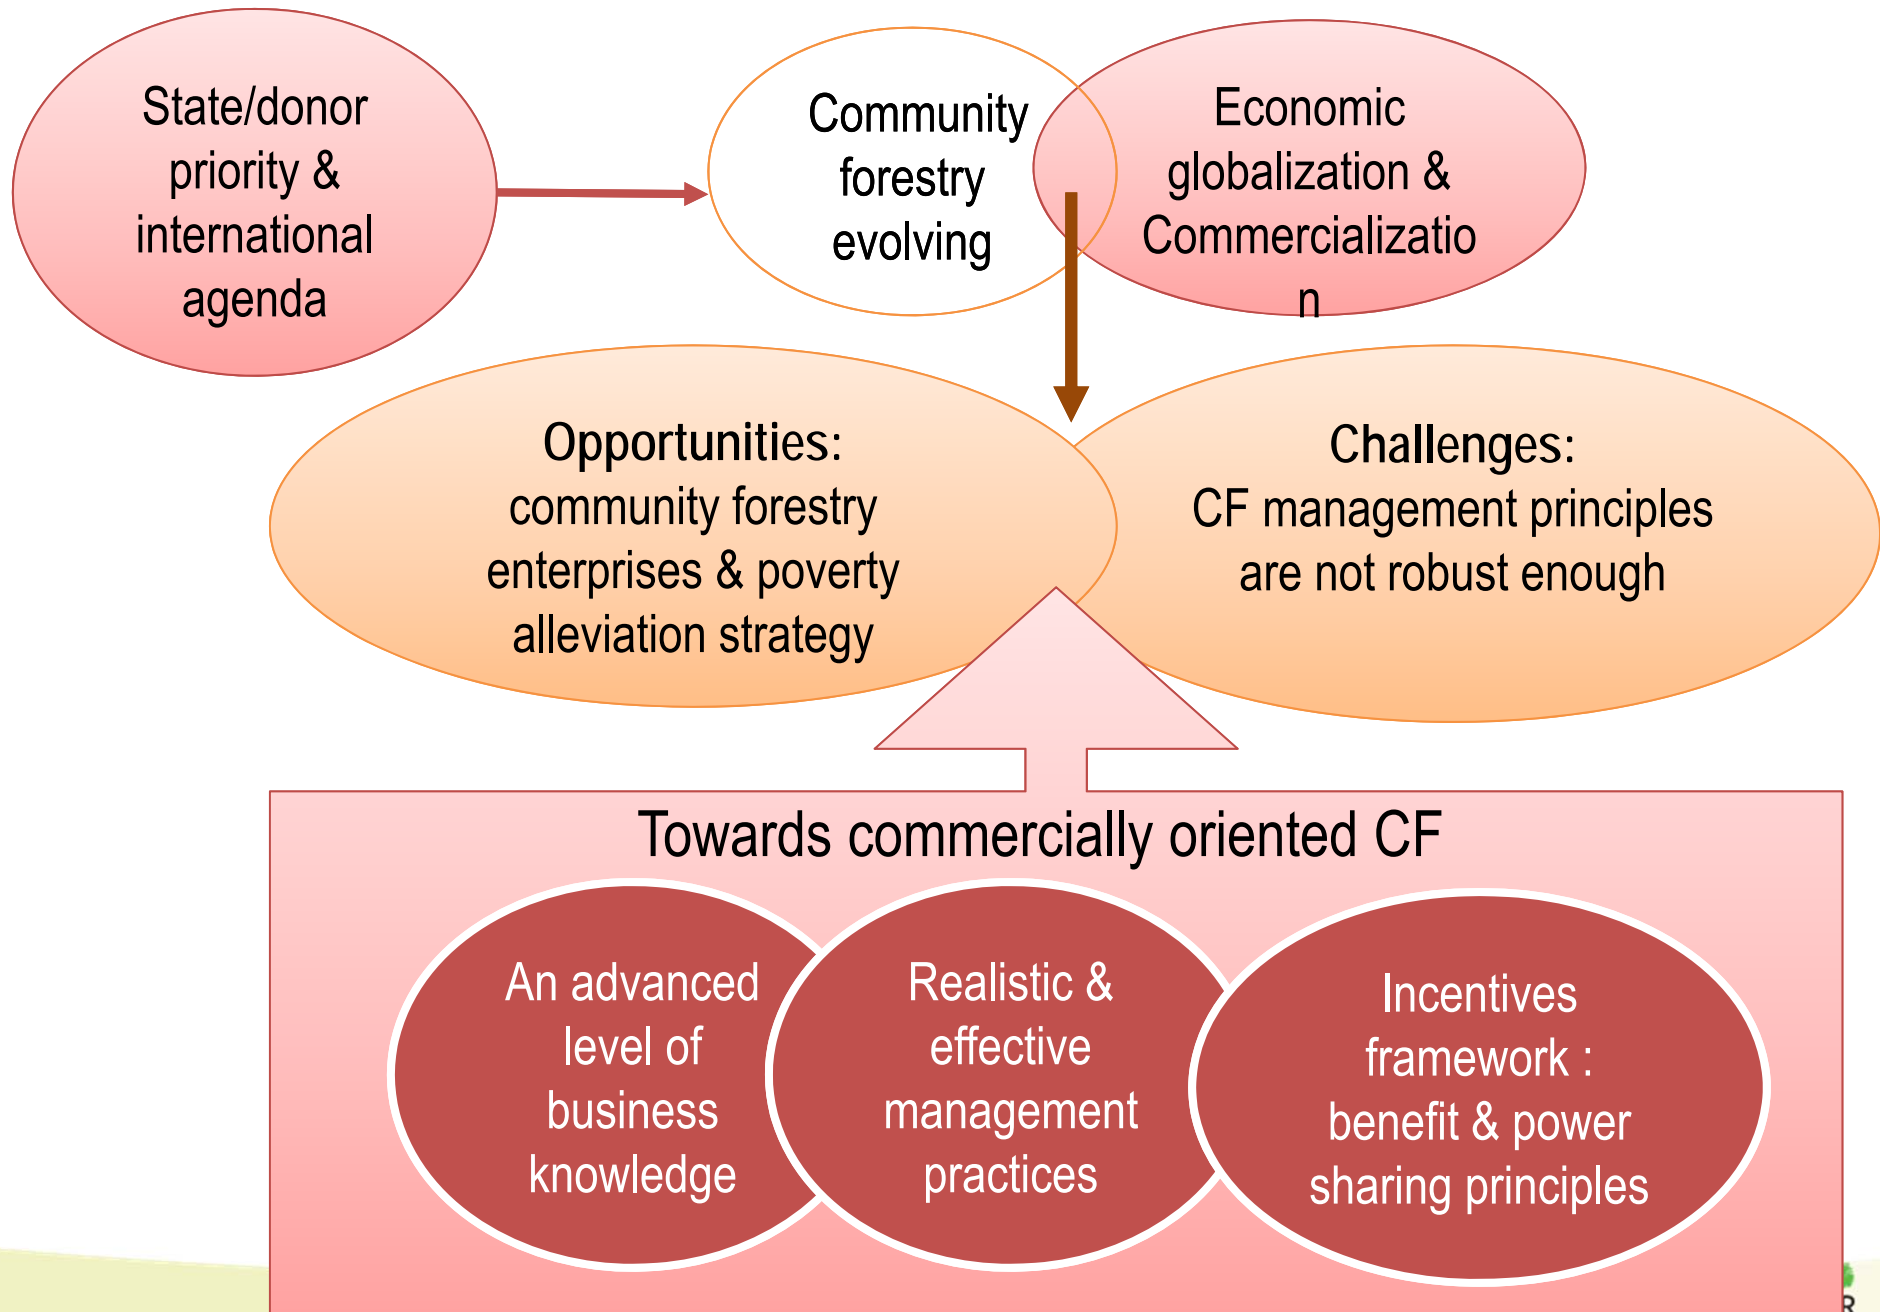 State/donor
priority &
international
agenda
Community
forestry
evolving
Economic
globalization &
Commercializatio
n
Opportunities:
community forestry
enterprises & poverty
alleviation strategy
Challenges:
CF management principles
are not robust enough
Towards commercially oriented CF
An advanced
level of
business
knowledge
Realistic &
effective
management
practices
Incentives
framework :
benefit & power
sharing principles
R